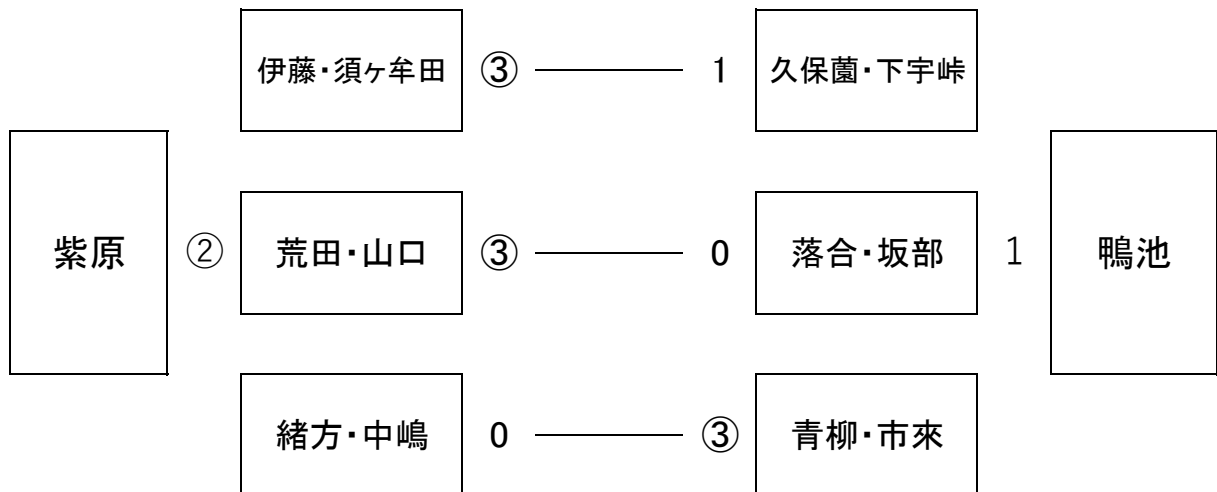 伊藤・須ヶ牟田 ③ 1 久保薗・下宇峠
紫原 ② 荒田・山口 ③ 0 落合・坂部 1 鴨池
緒方・中嶋 0 ③ 青柳・市來